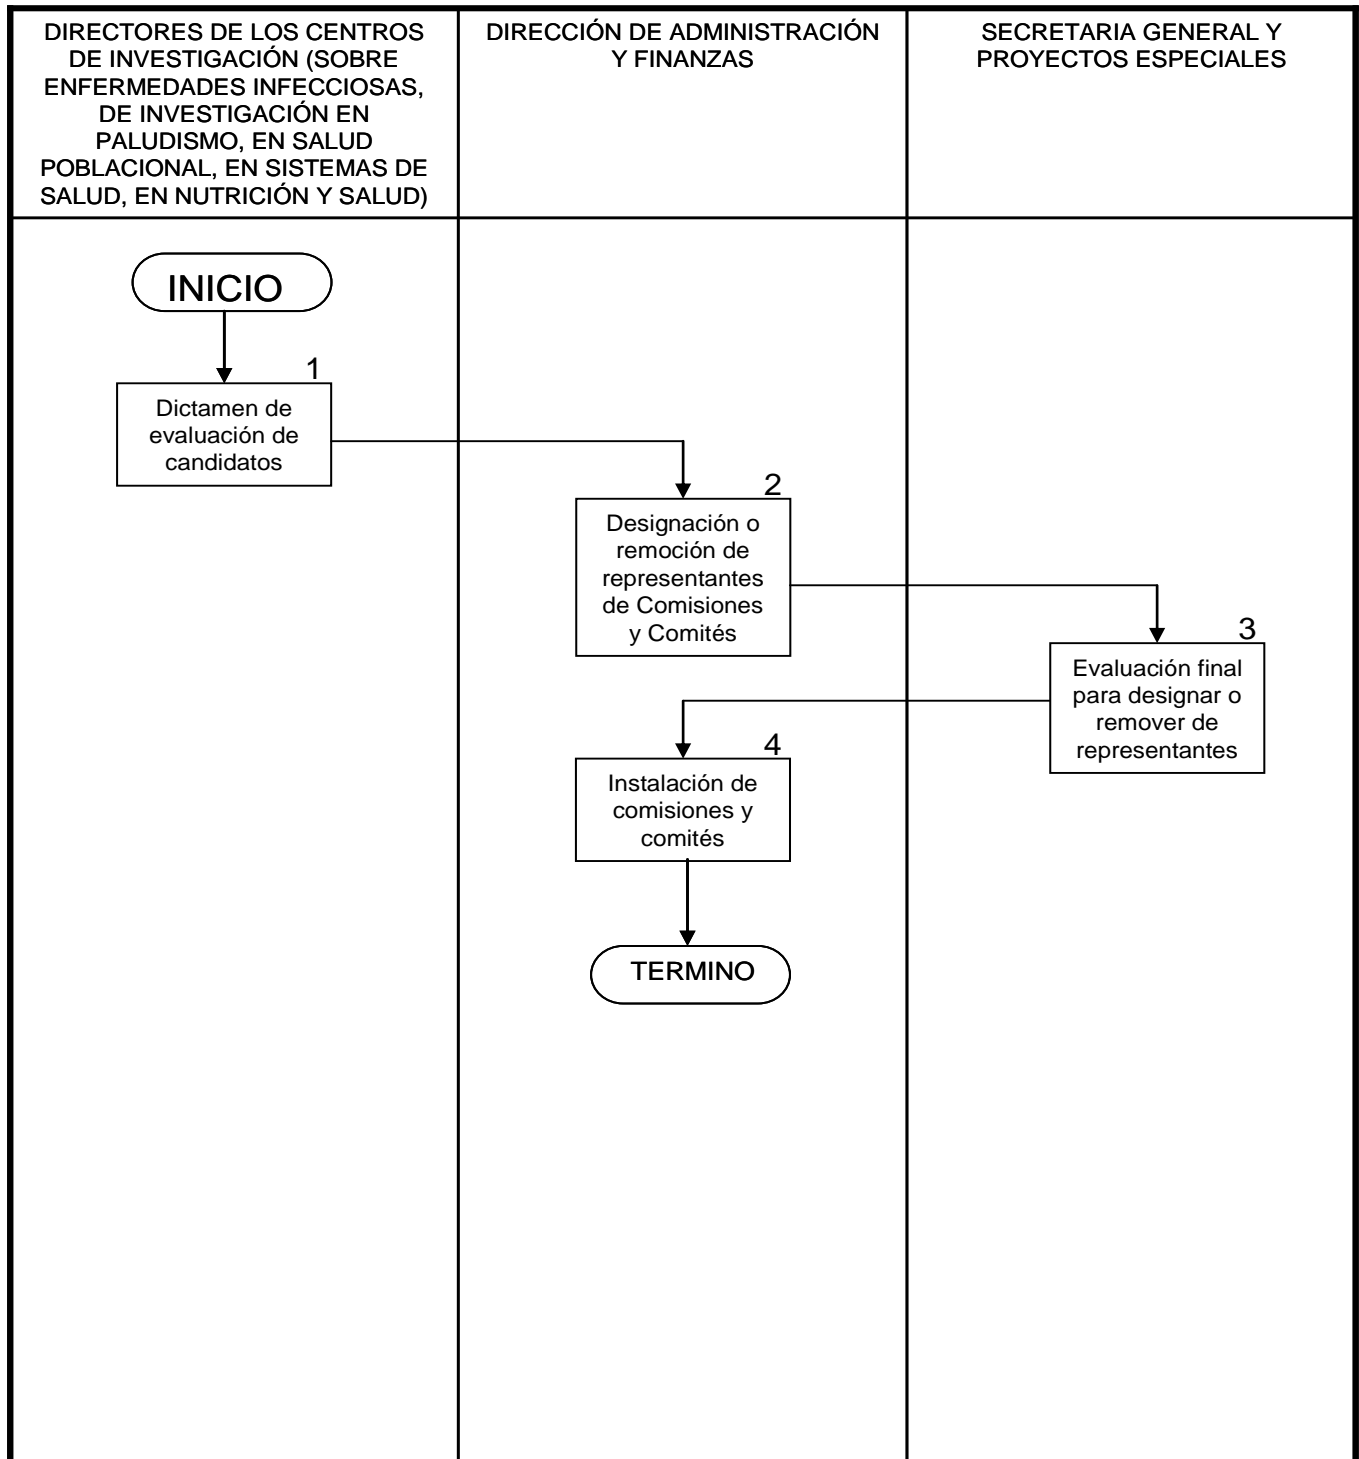 DIRECTORES DE LOS CENTROS
DE INVESTIGACIÓN (SOBRE
ENFERMEDADES INFECCIOSAS,
DE INVESTIGACIÓN EN
PALUDISMO, EN SALUD
POBLACIONAL, EN SISTEMAS DE
SALUD, EN NUTRICIÓN Y SALUD)
DIRECCIÓN DE ADMINISTRACIÓN
Y FINANZAS
SECRETARIA GENERAL Y
PROYECTOS ESPECIALES
INICIO
1
Dictamen de
evaluación de
candidatos
2
Designación o
remoción de
representantes
de Comisiones
y Comités
3
Evaluación final
para designar o
remover de
representantes
4
Instalación de
comisiones y
comités
TERMINO